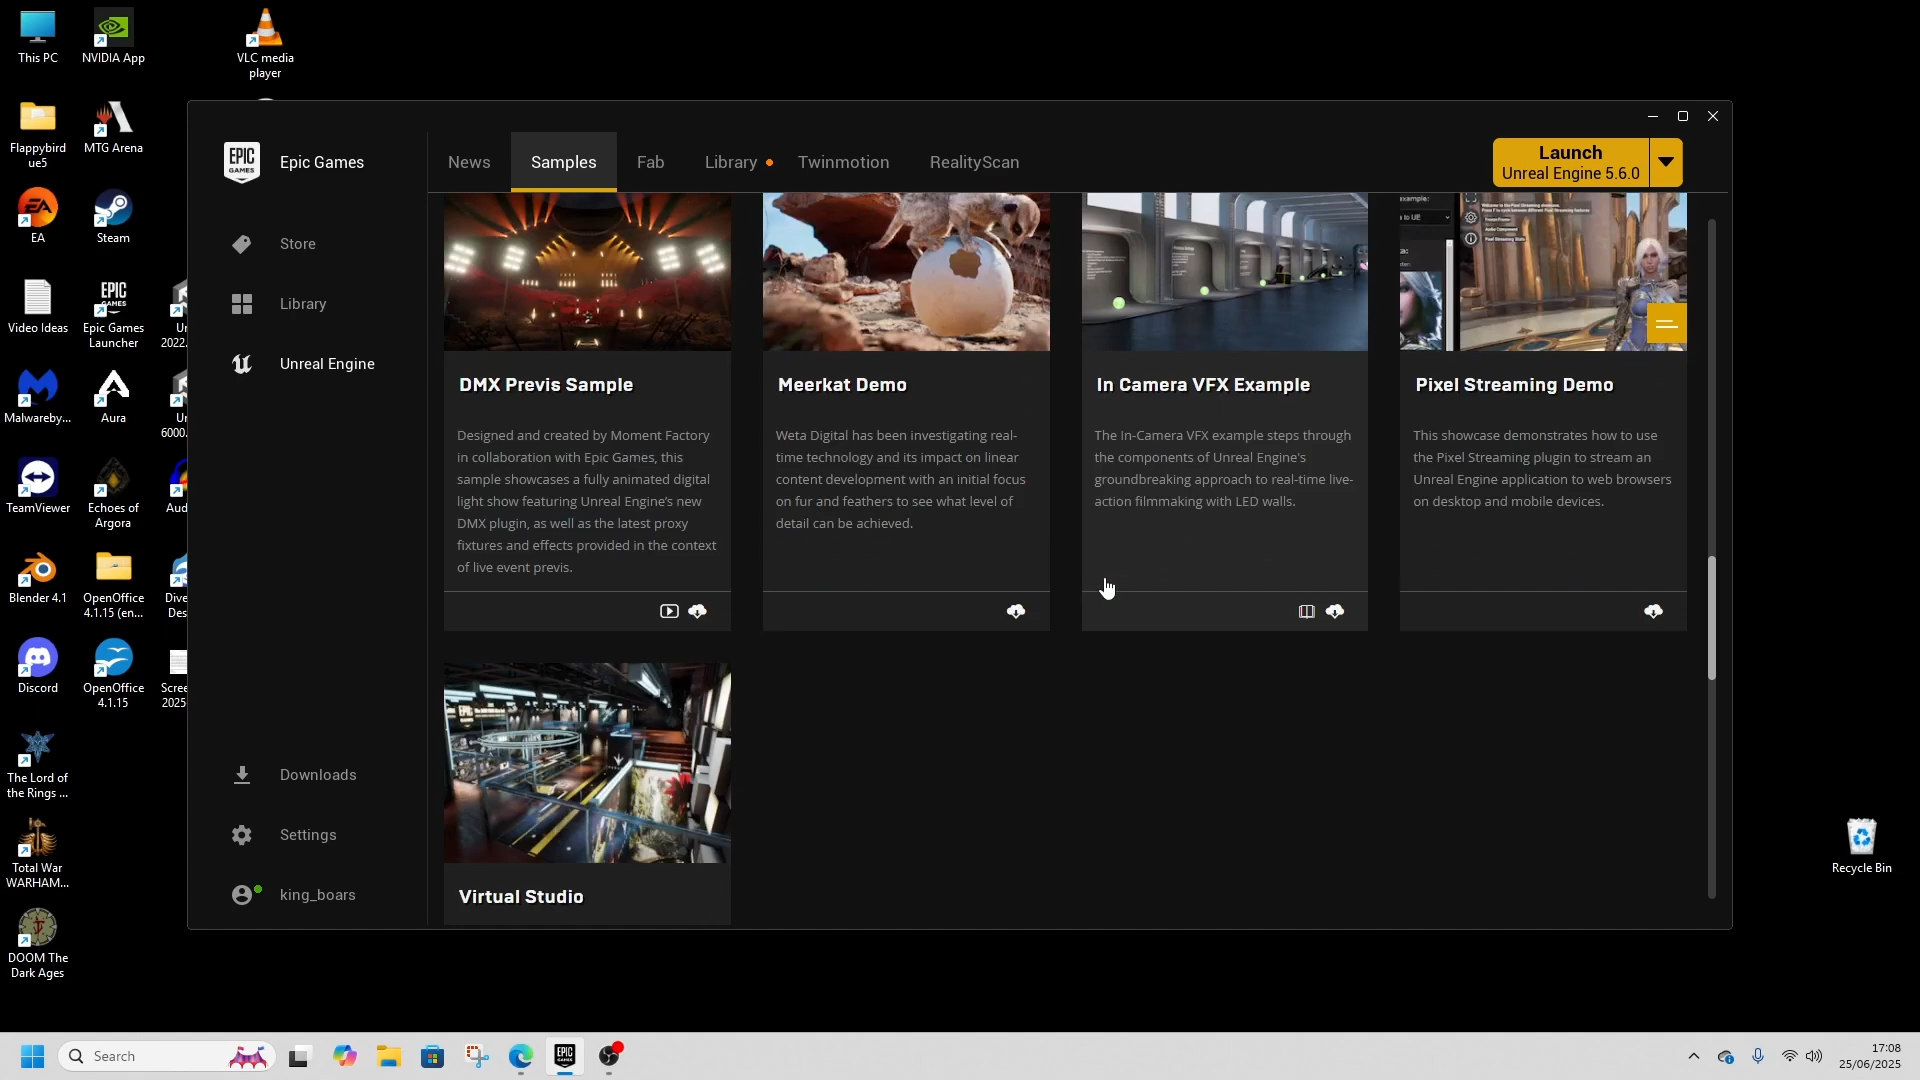 This PC
NVIDIA App
VLC media
player
Flappybird
ue5
MTG Arena
EA
Steam
Video Ideas
Epic Games
Launcher
Un
2022.
Malwareby...
Aura
Un
6000.
TeamViewer
Echoes of
Argora
Aud
Blender 4.1
OpenOffice
4.1.15 (en...
Dive
Des
Discord
OpenOffice
4.1.15
Scree
2025
The Lord of
the Rings ...
Total War
WARHAM...
DOOM The
Dark Ages
Recycle Bin
EPIC
GAMES
Epic Games
News
Samples
Fab
Library
Twinmotion
RealityScan
Launch
Unreal Engine 5.6.0
Store
Library
Unreal Engine
Downloads
Settings
king_boars
DMX Previs Sample
Designed and created by Moment Factory
in collaboration with Epic Games, this
sample showcases a fully animated digital
light show featuring Unreal Engine's new
DMX plugin, as well as the latest proxy
fixtures and effects provided in the context
of live event previs.
Meerkat Demo
Weta Digital has been investigating real-
time technology and its impact on linear
content development with an initial focus
on fur and feathers to see what level of
detail can be achieved.
In Camera VFX Example
The In-Camera VFX example steps through
the components of Unreal Engine's
groundbreaking approach to real-time live-
action filmmaking with LED walls.
Pixel Streaming Demo
This showcase demonstrates how to use
the Pixel Streaming plugin to stream an
Unreal Engine application to web browsers
on desktop and mobile devices.
Virtual Studio
Search
17:08
25/06/2025